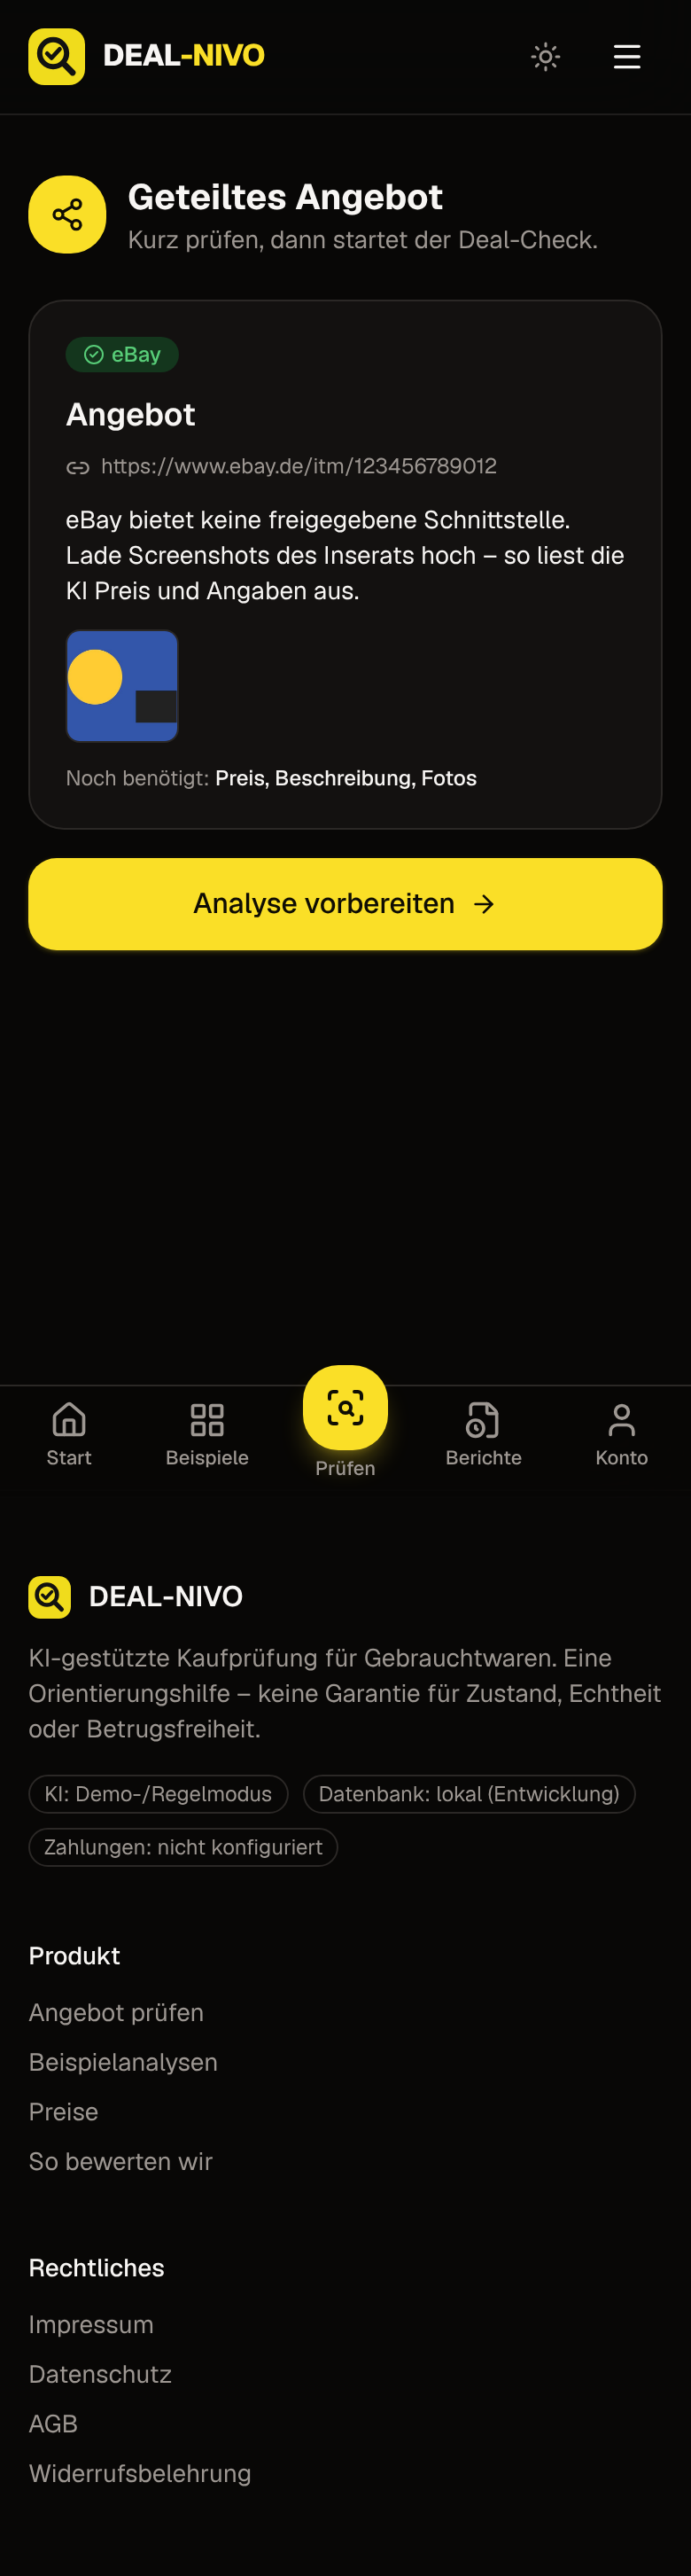 DEAL-NIVO
Geteiltes Angebot
Kurz prüfen, dann startet der Deal-Check.
eBay
Angebot
https://www.ebay.de/itm/123456789012
eBay bietet keine freigegebene Schnittstelle.
Lade Screenshots des Inserats hoch – so liest die
KI Preis und Angaben aus.
Noch benötigt: Preis, Beschreibung, Fotos
Analyse vorbereiten →
Start
Beispiele
Prüfen
Berichte
Konto
DEAL-NIVO
KI-gestützte Kaufprüfung für Gebrauchtwaren. Eine
Orientierungshilfe – keine Garantie für Zustand, Echtheit
oder Betrugsfreiheit.
KI: Demo-/Regelmodus
Datenbank: lokal (Entwicklung)
Zahlungen: nicht konfiguriert
Produkt
Angebot prüfen
Beispielanalysen
Preise
So bewerten wir
Rechtliches
Impressum
Datenschutz
AGB
Widerrufsbelehrung